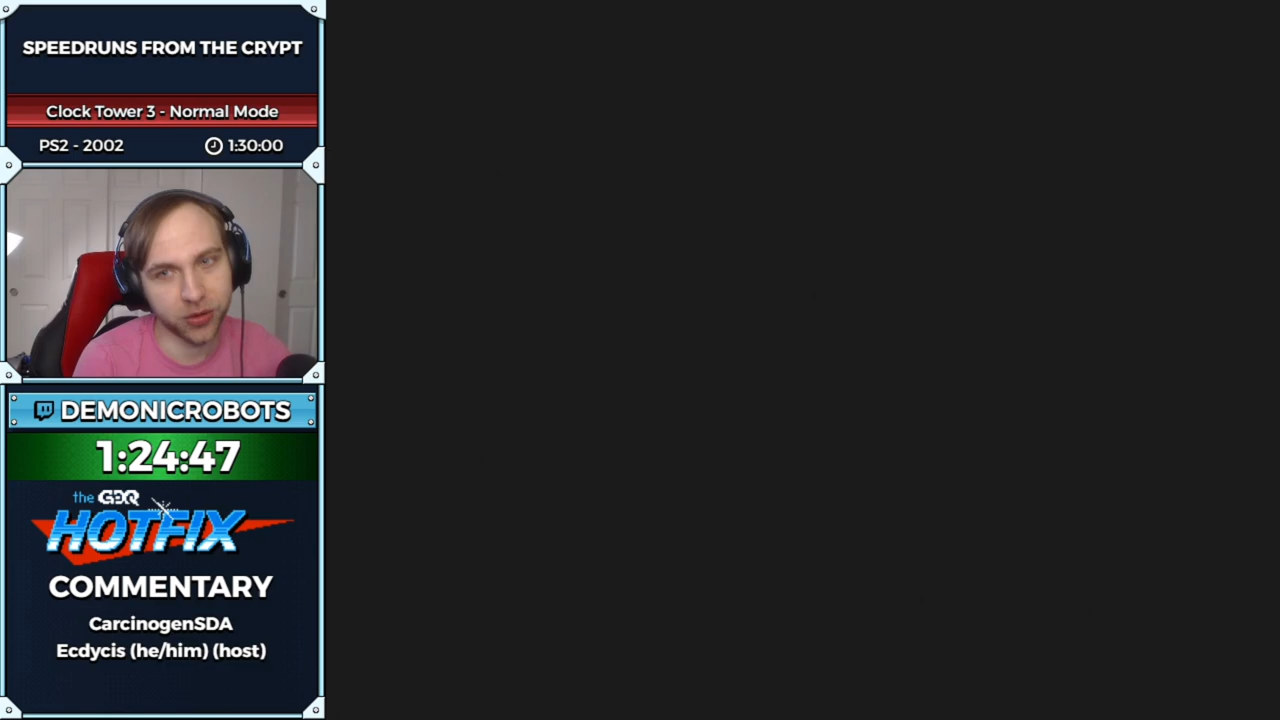 SPEEDRUNS FROM THE CRYPT
Clock Tower 3 - Normal Mode
PS2 - 2002 1:30:00
DEMONICROBOTS
1:24:47
the GDQ
HOTFIX
COMMENTARY
CarcinogenSDA
Ecdycis (he/him) (host)